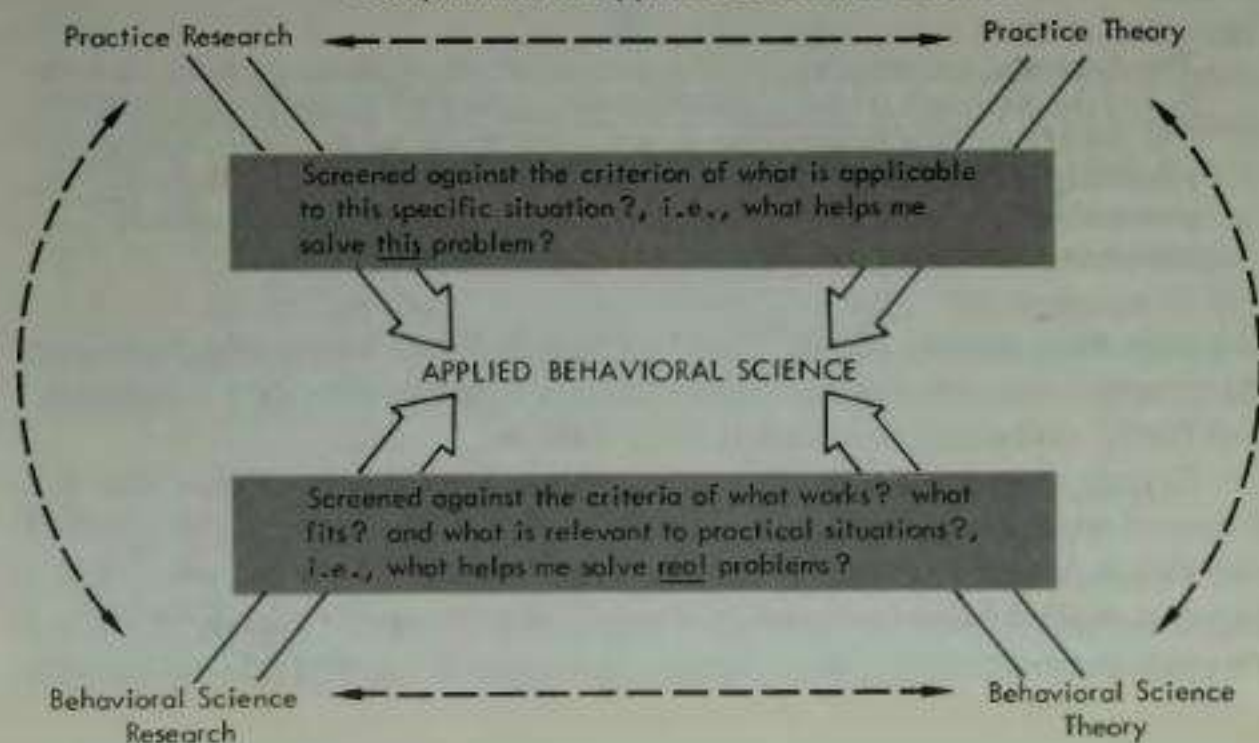 Practice Research
Practice Theory
Screened against the criterion of what is applicable
to this specific situation?, i.e., what helps me
solve this problem?
APPLIED BEHAVIORAL SCIENCE
Screened against the criteria of what works? what
fits? and what is relevant to practical situations?,
i.e., what helps me solve real problems?
Behavioral Science
Research
Behavioral Science
Theory